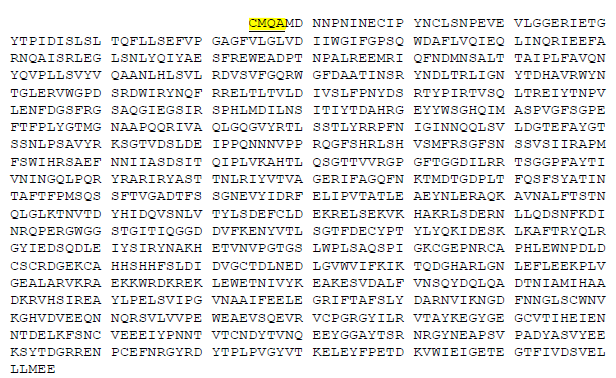 CMQAMD NNPNINECIP YNCLSNPEVE VLGGERIETG
YTPIDISLSL TQFLLSEFVP GAGFVLGLVD IIWGIFGPSQ WDAFLVQIEQ LINQRIEEFA
RNQAISRLEG LSNLYQIYAE SFREWEADPT NPALREEMRI QFNDMNSALT TAIPLFAVQN
YQVPLLSVYV QAANLHLSVL RDVSVFGQRW GFDAATINSR YNDLTRLIGN YTDHAVRWYN
TGLERVWGPD SRDWIRYNQF RRELTLTVLD IVSLFPNYDS RTYPIRTVSQ LTREIYTNPV
LENFDGSFRG SAQGIEGSIR SPHLMDILNS ITIYTDAHRG EYYWSGHQIM ASPVGFSGPE
FTFPLYGTMG NAAPQQRIVA QLGQGVYRTL SSTLYRRPFN IGINNQQLSV LDGTEFAYGT
SSNLPSAVYR KSGTVDSLDE IPPQNNNVPP RQGFSHRLSH VSMFRSGFSN SSVSIIRAPM
FSWIHRSAEF NNIIASDSIT QIPLVKAHTL QSGTTVVRGP GFTGGDILRR TSGGPFAYTI
VNINGQLPQR YRARIRYAST TNLRIYVTVA GERIFAGQFN KTMDTGDPLT FQSFSYATIN
TAFTFPMSQS SFTVGADTFS SGNEVYIDRF ELIPVTATLE AEYNLERAQK AVNALFTSTN
QLGLKTNVTD YHIDQVSNLV TYLSDEFCLD EKRELSEKVK HAKRLSDERN LLQDSNFKDI
NRQPERGWGG STGITIQGGD DVFKENYVTL SGTFDECYPT YLYQKIDESK LKAFTRYQLR
GYIEDSQDLE IYSIRYNAKH ETVNVPGTGS LWPLSAQSPI GKCGEPNRCA PHLEWNPDLD
CSCRDGEKCA HHSHHFSLDI DVGCTDLNED LGVWVIFKIK TQDGHARLGN LEFLEEKPLV
GEALARVKRA EKKWRDKREK LEWETNIVYK EAKESVDALF VNSQYDQLQA DTNIAMIHAA
DKRVHSIREA YLPELSVIPG VNAAIFEELE GRIFTAFSLY DARNVIKNGD FNNGLSCWNV
KGHVDVEEQN NQRSVLVVPE WEAEVSQEVR VCPGRGYILR VTAYKEGYGE GCVTIHEIEN
NTDELKFSNC VEEEIYPNNT VTCNDYTVNQ EEYGGAYTSR NRGYNEAPSV PADYASVYEE
KSYTDGRREN PCEFNRGYRD YTPLPVGYVT KELEYFPETD KVWIEIGETE GTFIVDSVEL
LLMEE